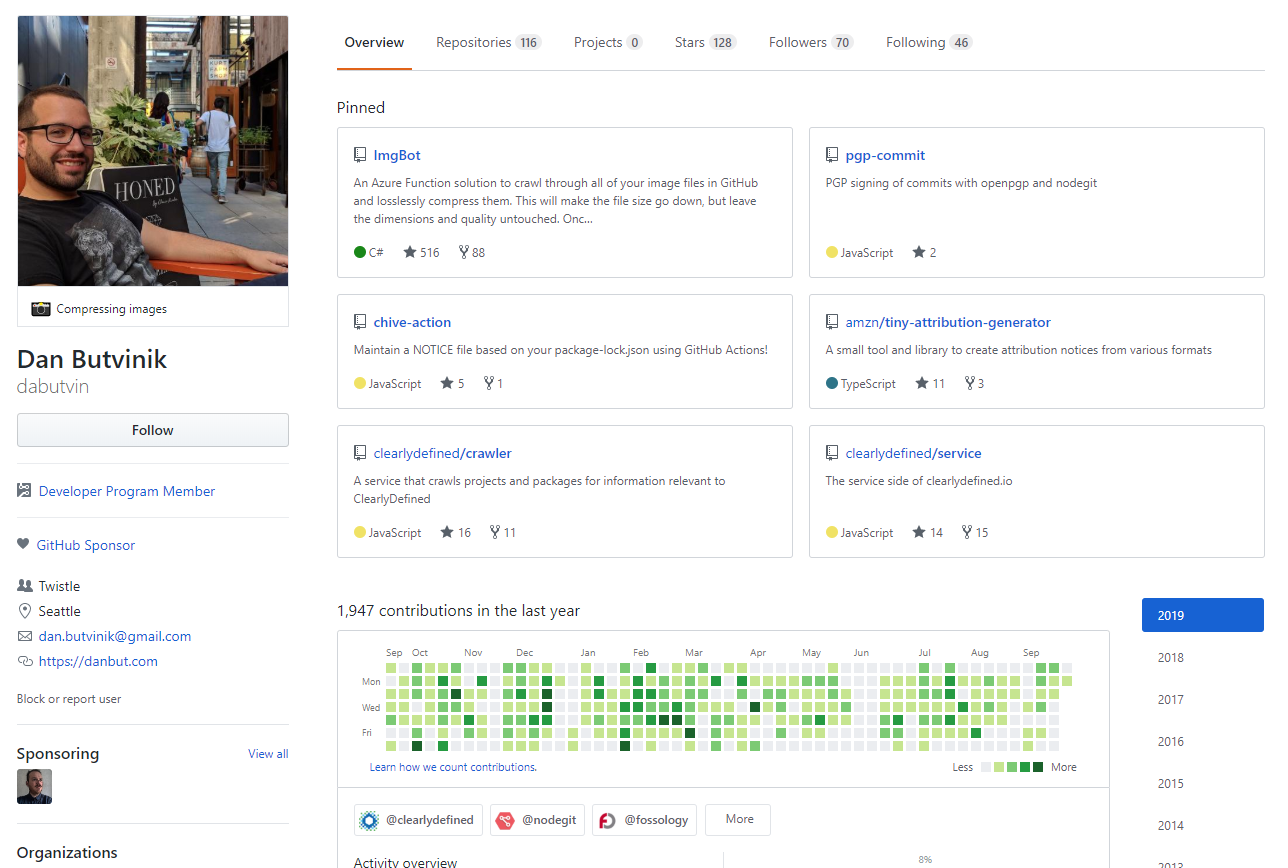 HONED
Compressing images
Dan Butvinik
dabutvin
Follow
Developer Program Member
GitHub Sponsor
Twistle
Seattle
dan.butvinik@gmail.com
https://danbut.com
Block or report user
Sponsoring View all
Organizations
Overview Repositories 116 Projects 0 Stars 128 Followers 70 Following 46
Pinned
ImgBot
An Azure Function solution to crawl through all of your image files in GitHub
and losslessly compress them. This will make the file size go down, but leave
the dimensions and quality untouched. Onc...
C# 516 88
pgp-commit
PGP signing of commits with openpgp and nodegit
JavaScript 2
chive-action
Maintain a NOTICE file based on your package-lock.json using GitHub Actions!
JavaScript 5 1
amzn/tiny-attribution-generator
A small tool and library to create attribution notices from various formats
TypeScript 11 3
clearlydefined/crawler
A service that crawls projects and packages for information relevant to
ClearlyDefined
JavaScript 16 11
clearlydefined/service
The service side of clearlydefined.io
JavaScript 14 15
1,947 contributions in the last year
Sep Oct Nov Dec Jan Feb Mar Apr May Jun Jul Aug Sep
Mon
Wed
Fri
Learn how we count contributions. Less More
@clearlydefined @nodegit @fossology More
Activity overview 8%
2019
2018
2017
2016
2015
2014
2013